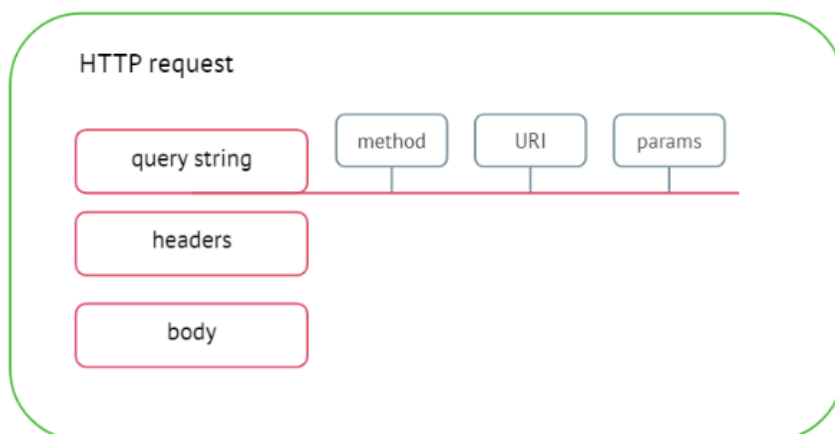 HTTP request
query string
method
URI
params
headers
body